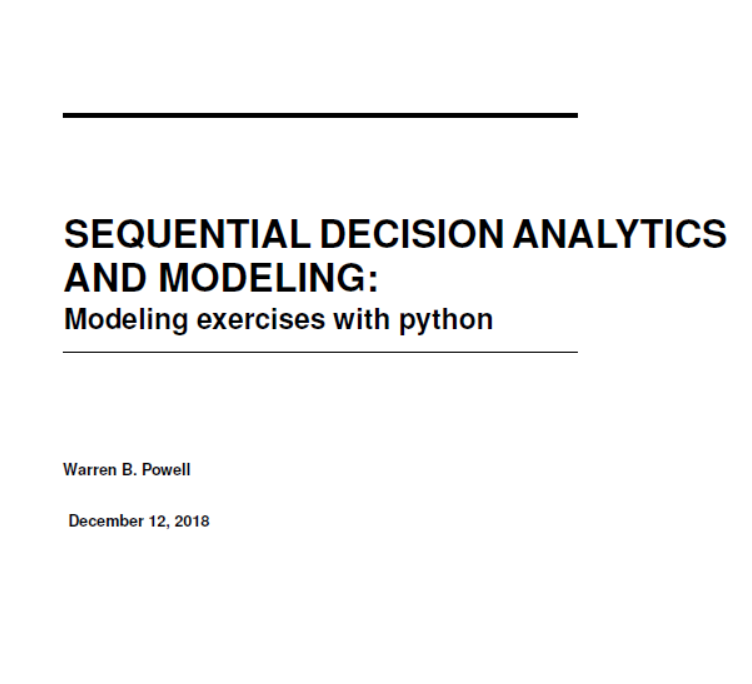 SEQUENTIAL DECISION ANALYTICS
AND MODELING:
Modeling exercises with python
Warren B. Powell
December 12, 2018